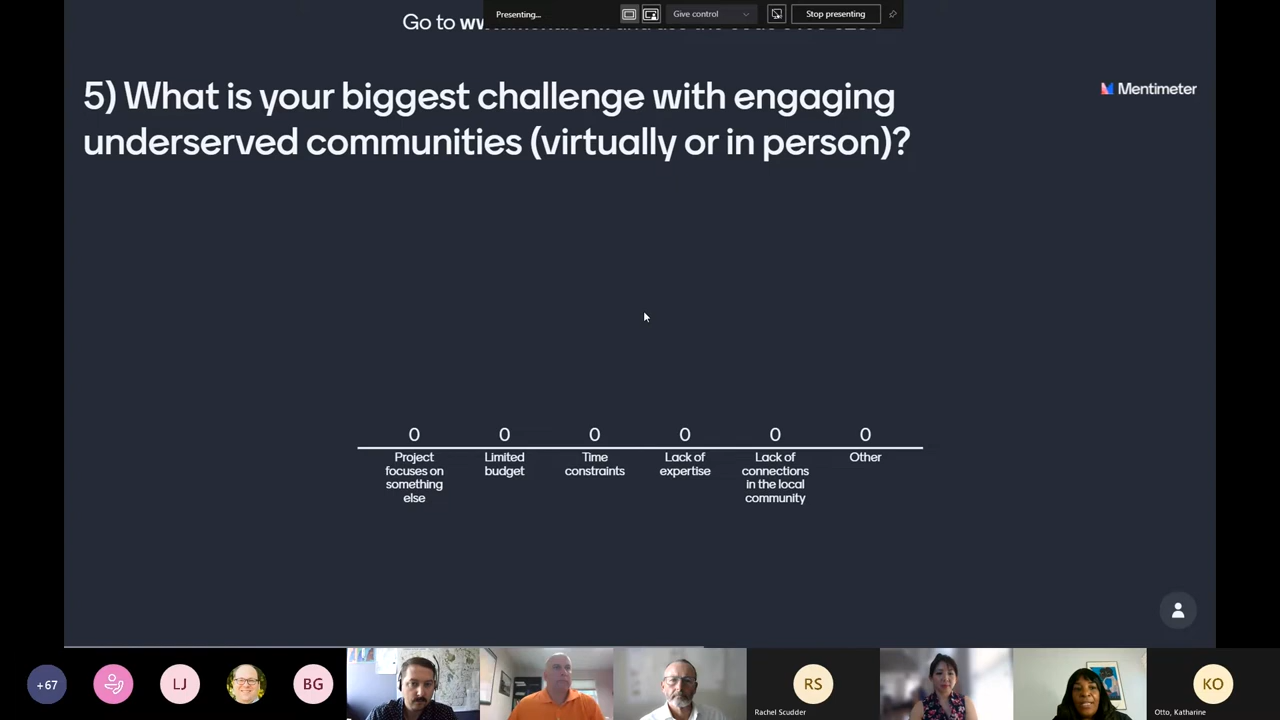 Presenting...
Give control
Stop presenting
Go to
5) What is your biggest challenge with engaging
underserved communities (virtually or in person)?
Mentimeter
0 0 0 0 0 0
Project
focuses on
something
else
Limited
budget
Time
constraints
Lack of
expertise
Lack of
connections
in the local
community
Other
+67
LJ
BG
RS
Rachel Scudder
KO
Otto, Katharine